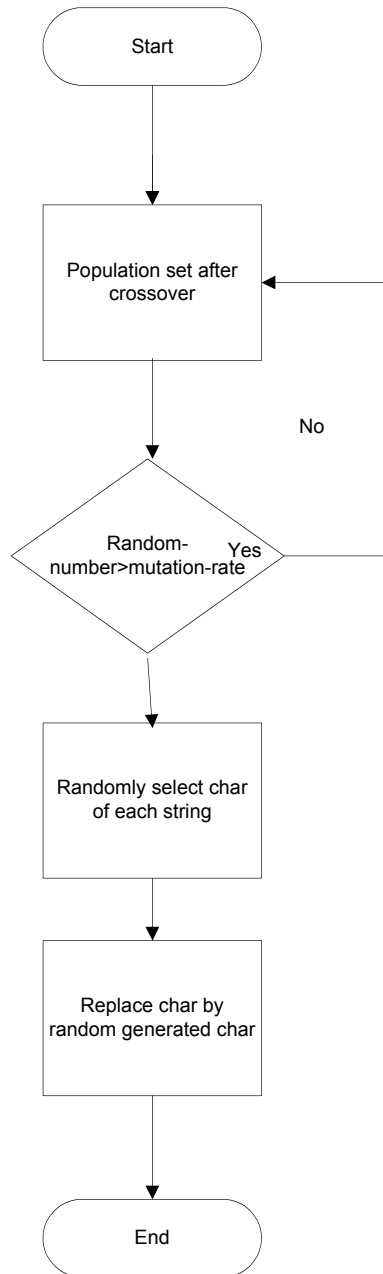 Start
Population set after
crossover
No
Random-
number>mutation-rate
Yes
Randomly select char
of each string
Replace char by
random generated char
End